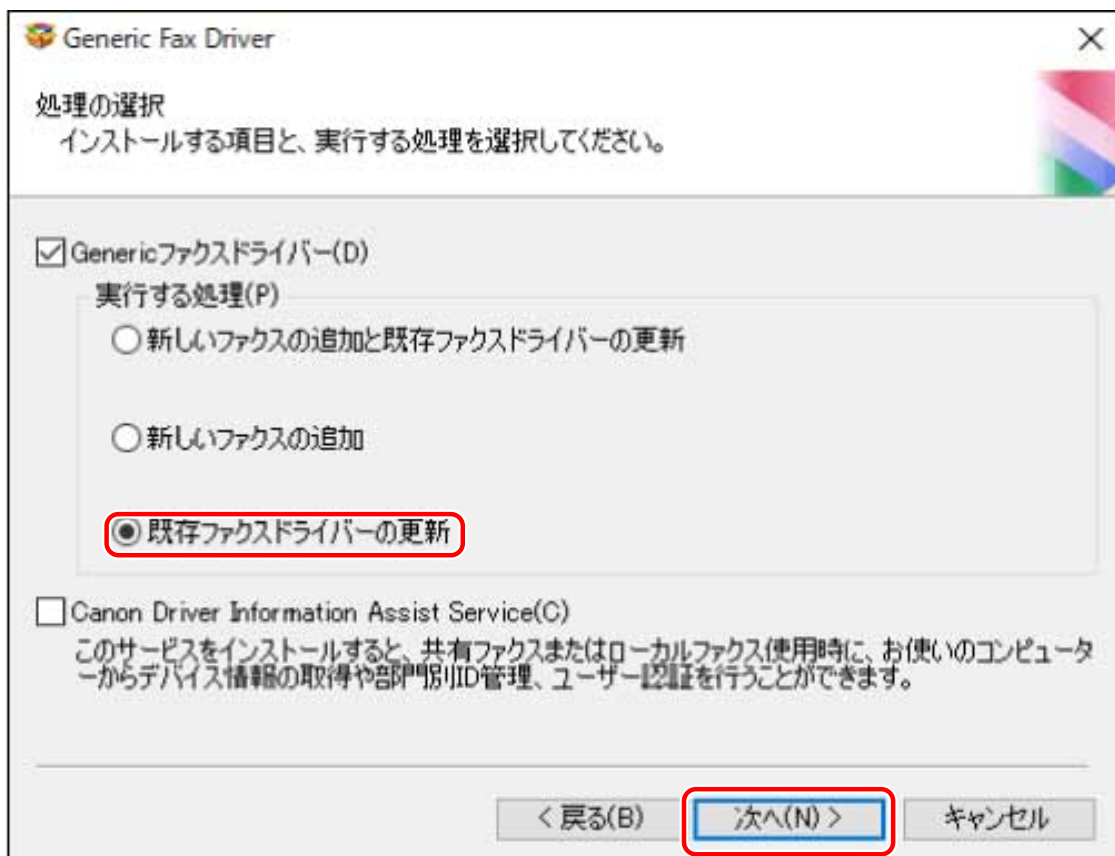 Generic Fax Driver
処理の選択
インストールする項目と、実行する処理を選択してください。
Genericファクスドライバー(D)
実行する処理(P)
新しいファクスの追加と既存ファクスドライバーの更新
新しいファクスの追加
既存ファクスドライバーの更新
Canon Driver Information Assist Service(C)
このサービスをインストールすると、共有ファクスまたはローカルファクス使用時に、お使いのコンピュータ
ーからデバイス情報の取得や部門別ID管理、ユーザー認証を行うことができます。
< 戻る(B)
次へ(N) >
キャンセル